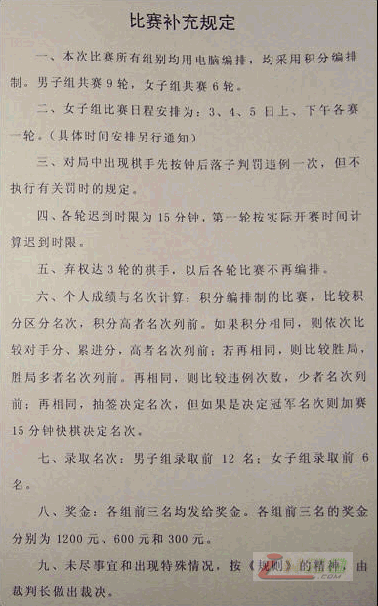 比赛补充规定
一、本次比赛所有组别均用电脑编排，均采用积分编排
制。男子组共赛9轮，女子组共赛6轮。
二、女子组比赛日程安排为：3、4、5日上、下午各赛
一轮。（具体时间安排另行通知）
三、对局中出现棋手先按钟后落子判罚违例一次，但不
执行有关罚时的规定。
四、各轮迟到时限为15分钟，第一轮按实际开赛时间计
算迟到时限。
五、弃权达3轮的棋手，以后各轮比赛不再编排。
六、个人成绩与名次计算：积分编排制的比赛，比较积
分区分名次，积分高者名次列前。如果积分相同，则依次比
较对手分、累进分，高者名次列前；若再相同，则比较胜局，
胜局多者名次列前。再相同，则比较违例次数，少者名次列
前；再相同，抽签决定名次，但如果是决定冠军名次则加赛
15分钟快棋决定名次。
七、录取名次：男子组录取前 12 名；女子组录取前 6
名。
八、奖金：各组前三名均发给奖金。各组前三名的奖金
分别为1200元、600元和300元。
九、未尽事宜和出现特殊情况，按《规则》的精神，由
裁判长做出裁决。